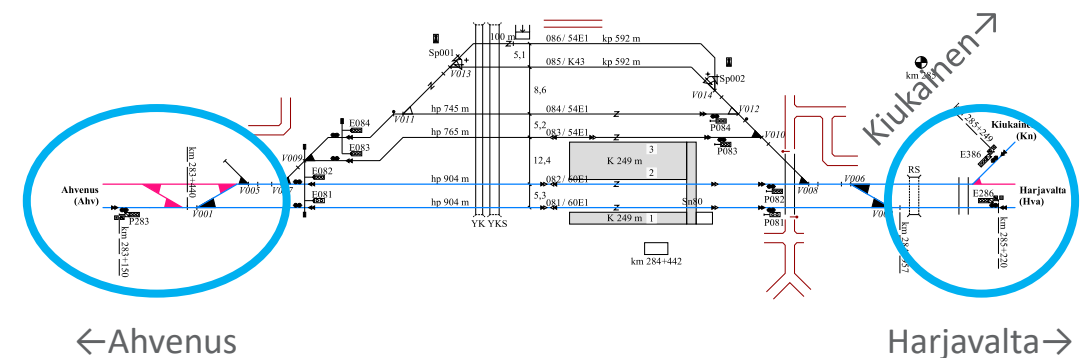 Kiukainen→
100 m
086/ 54E1 kp 592 m
5,1
Sp001
085/ K43 kp 592 m
V013
Sp002
km 285
8,6
V014
V012
hp 745 m
084/ 54E1
V011
E084
P084
5,2
hp 765 m
083/ 54E1
E083
V010
P083
285+249
Kiukainen
(Kn)
E386
V009
12,4
K 249 m
3
2
E082
RS
km 283+440
Ahvenus
(Ahv)
V005
hp 904 m
082/ 60E1
V008
V006
Harjavalta
(Hva)
P082
5,3
E081
Sn80
E286
V001
hp 904 m
081/ 60E1
P283
K 249 m
1
P081
YK YKS
km 283+150
km 284+442
285+220
←Ahvenus
Harjavalta→